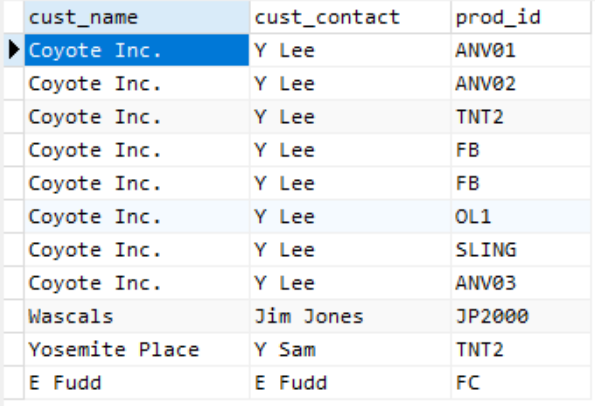 cust_name cust_contact prod_id
Coyote Inc. Y Lee ANV01
Coyote Inc. Y Lee ANV02
Coyote Inc. Y Lee TNT2
Coyote Inc. Y Lee FB
Coyote Inc. Y Lee FB
Coyote Inc. Y Lee OL1
Coyote Inc. Y Lee SLING
Coyote Inc. Y Lee ANV03
Wascals Jim Jones JP2000
Yosemite Place Y Sam TNT2
E Fudd E Fudd FC